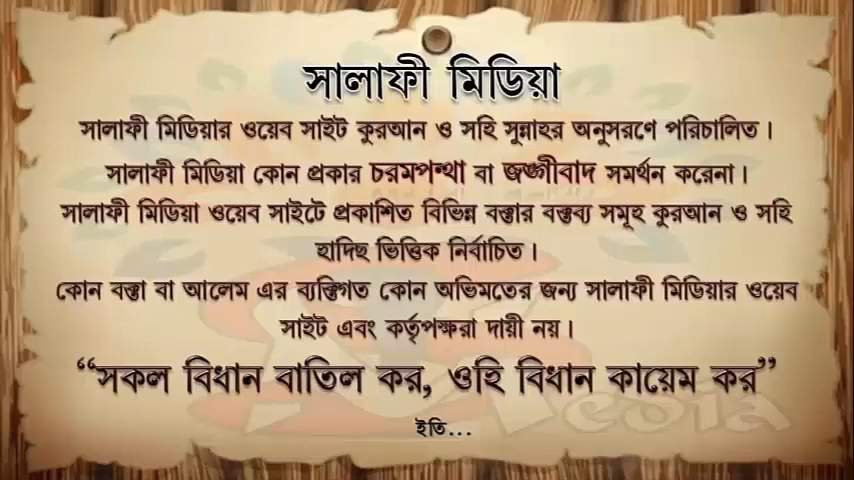 সালাফী মিডিয়া
সালাফী মিডিয়ার ওয়েব সাইট কুরআন ও সহি সুন্নাহর অনুসরণে পরিচালিত।
সালাফী মিডিয়া কোন প্রকার চরমপন্থা বা জঙ্গীবাদ সমর্থন করেনা।
সালাফী মিডিয়া ওয়েব সাইটে প্রকাশিত বিভিন্ন বক্তার বক্তব্য সমূহ কুরআন ও সহি
হাদিছ ভিত্তিক নির্বাচিত।
কোন বক্তা বা আলেম এর ব্যক্তিগত কোন অভিমতের জন্য সালাফী মিডিয়ার ওয়েব
সাইট এবং কর্তৃপক্ষরা দায়ী নয়।
“সকল বিধান বাতিল কর, ওহি বিধান কায়েম কর”
ইতি...